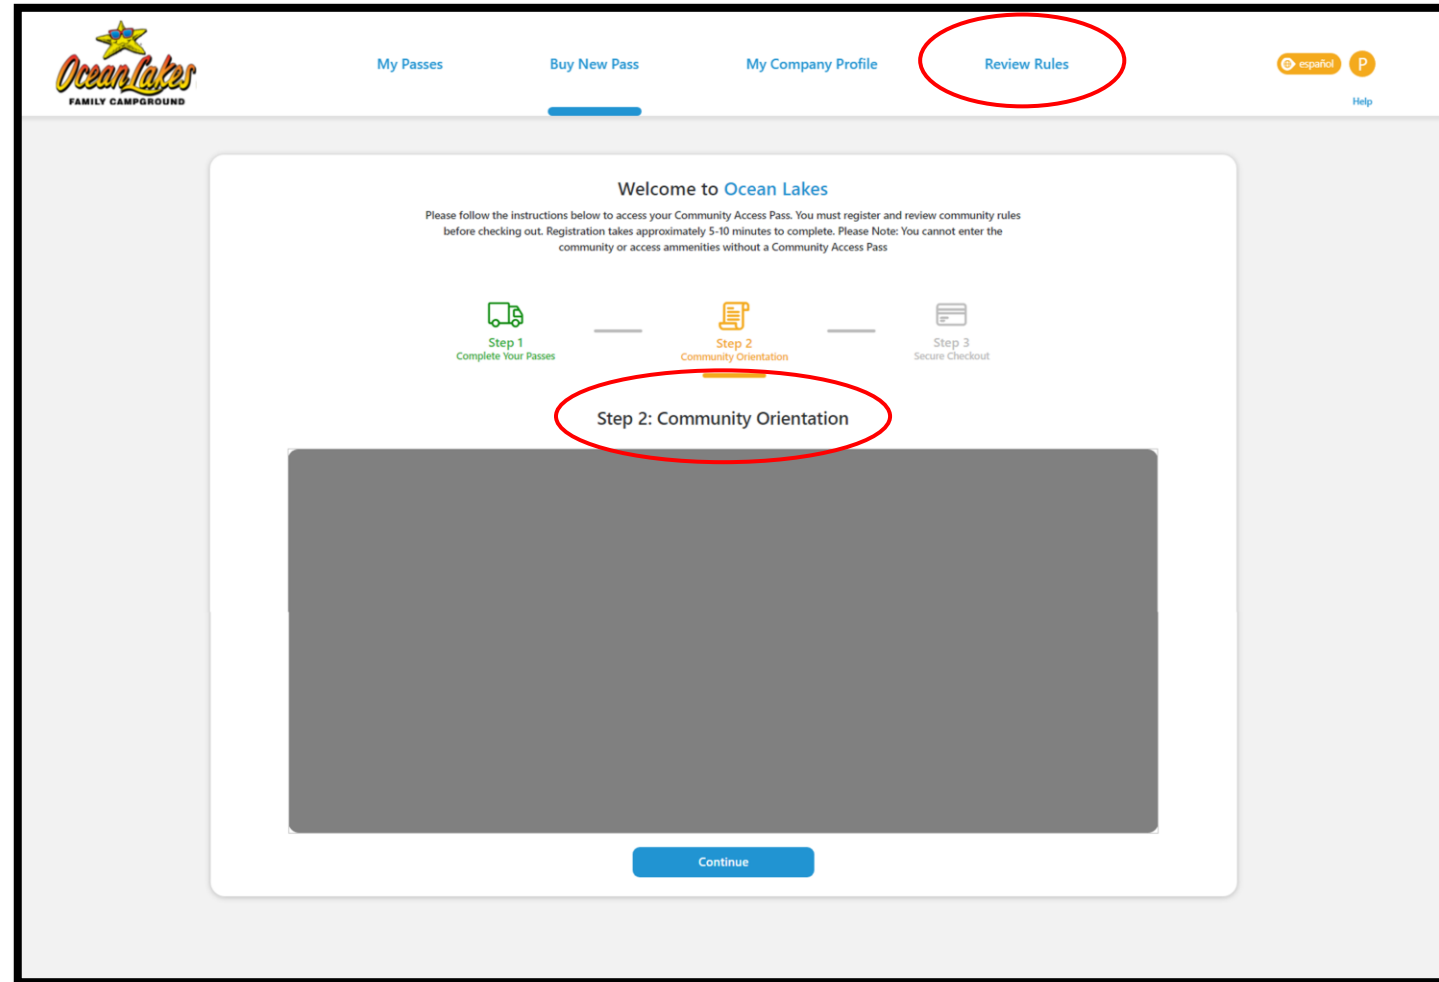 Ocean Lakes
FAMILY CAMPGROUND
My Passes
Buy New Pass
My Company Profile
Review Rules
español
P
Help
Welcome to Ocean Lakes
Please follow the instructions below to access your Community Access Pass. You must register and review community rules
before checking out. Registration takes approximately 5-10 minutes to complete. Please Note: You cannot enter the
community or access ammenities without a Community Access Pass
Step 1
Complete Your Passes
Step 2
Community Orientation
Step 3
Secure Checkout
Step 2: Community Orientation
Continue